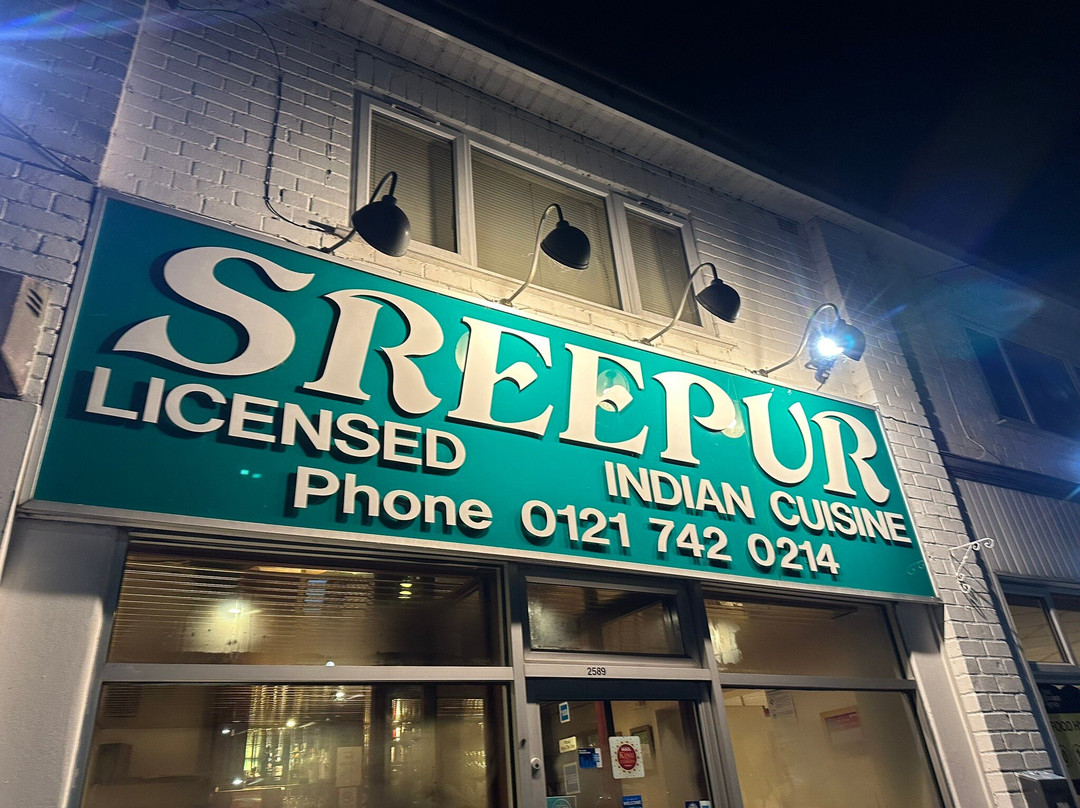 SREEPUR
LICENSED
INDIAN CUISINE
Phone 0121 742 0214
2589